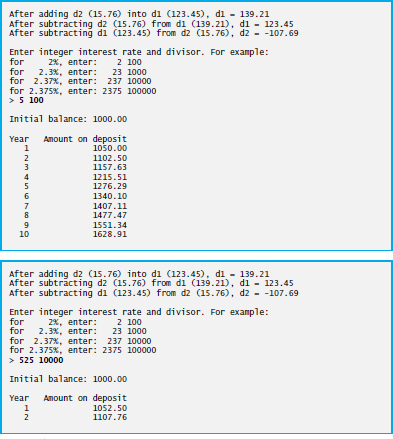 After adding d2 (15.76) into d1 (123.45), d1 = 139.21
After subtracting d2 (15.76) from d1 (139.21), d1 = 123.45
After subtracting d1 (123.45) from d2 (15.76), d2 = -107.69
Enter integer interest rate and divisor. For example:
for 2%, enter: 2 100
for 2.3%, enter: 23 1000
for 2.37%, enter: 237 10000
for 2.375%, enter: 2375 100000
> 5 100
Initial balance: 1000.00
Year Amount on deposit
1 1050.00
2 1102.50
3 1157.63
4 1215.51
5 1276.29
6 1340.10
7 1407.11
8 1477.47
9 1551.34
10 1628.91
After adding d2 (15.76) into d1 (123.45), d1 = 139.21
After subtracting d2 (15.76) from d1 (139.21), d1 = 123.45
After subtracting d1 (123.45) from d2 (15.76), d2 = -107.69
Enter integer interest rate and divisor. For example:
for 2%, enter: 2 100
for 2.3%, enter: 23 1000
for 2.37%, enter: 237 10000
for 2.375%, enter: 2375 100000
> 525 10000
Initial balance: 1000.00
Year Amount on deposit
1 1052.50
2 1107.76